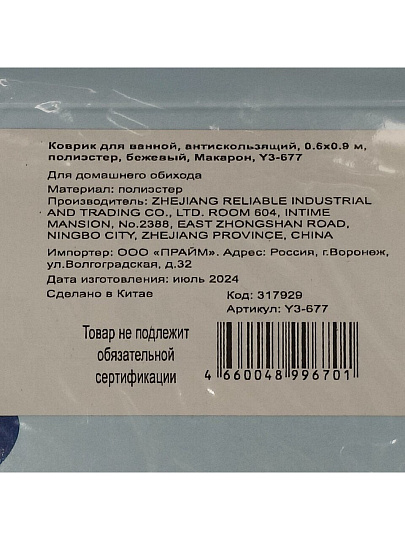 Коврик для ванной, антискользящий, 0.6х0.9 м,
полиэстер, бежевый, Макарон, Y3-677
Для домашнего обихода
Материал: полиэстер
Производитель: ZHEJIANG RELIABLE INDUSTRIAL
AND TRADING CO., LTD. ROOM 604, INTIME
MANSION, No.2388, EAST ZHONGSHAN ROAD,
NINGBO CITY, ZHEJIANG PROVINCE, CHINA
Импортер: ООО «ПРАЙМ». Адрес: Россия, г.Воронеж,
ул.Волгоградская, д.32
Дата изготовления: июль 2024
Сделано в Китае
Код: 317929
Артикул: Y3-677
Товар не подлежит
обязательной
сертификации
4 660048 996701